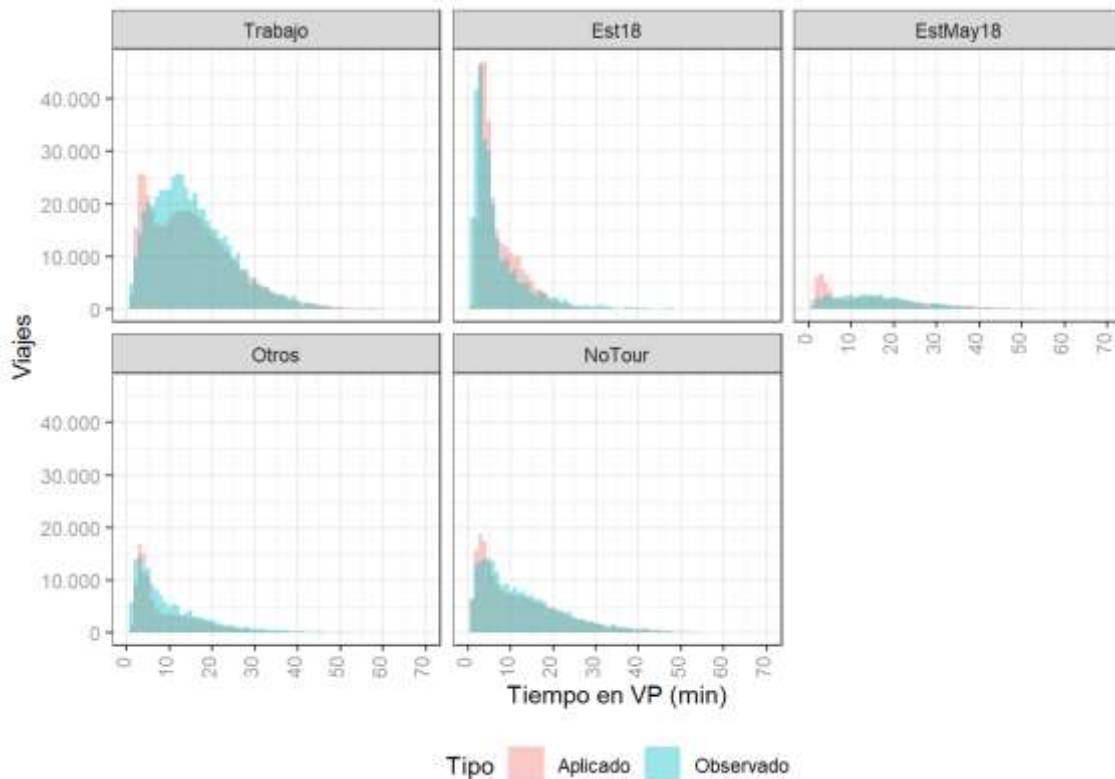 Trabajo
Est18
EstMay18
40.000
30.000
20.000
10.000
0
0 10 20 30 40 50 60 70
Viajes
Otros
NoTour
40.000
30.000
20.000
10.000
0
0 10 20 30 40 50 60 70
0 10 20 30 40 50 60 70
Tiempo en VP (min)
Tipo Aplicado Observado